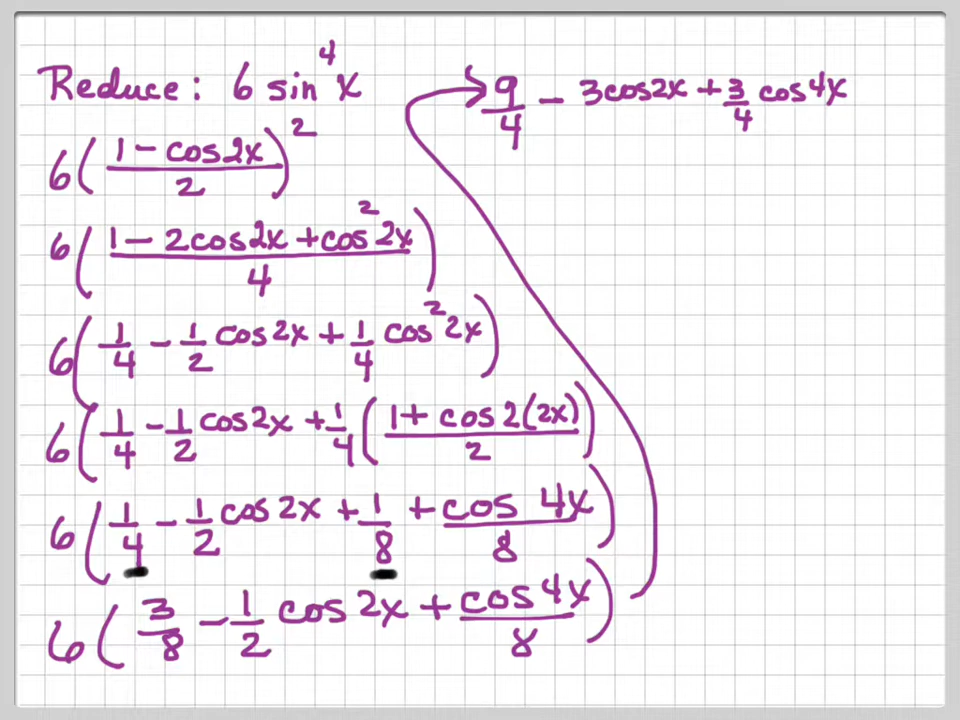 Reduce: 6 sin⁴x
6((1 - cos2x)/2)²
6((1 - 2cos2x + cos²2x)/4)
6(1/4 - 1/2 cos2x + 1/4 cos²2x)
6(1/4 - 1/2 cos2x + 1/4((1 + cos2(2x))/2))
6(1/4 - 1/2 cos2x + 1/8 + cos 4x/8)
6(3/8 - 1/2 cos2x + cos4x/8)
→ 9/4 - 3cos2x + 3/4 cos4x